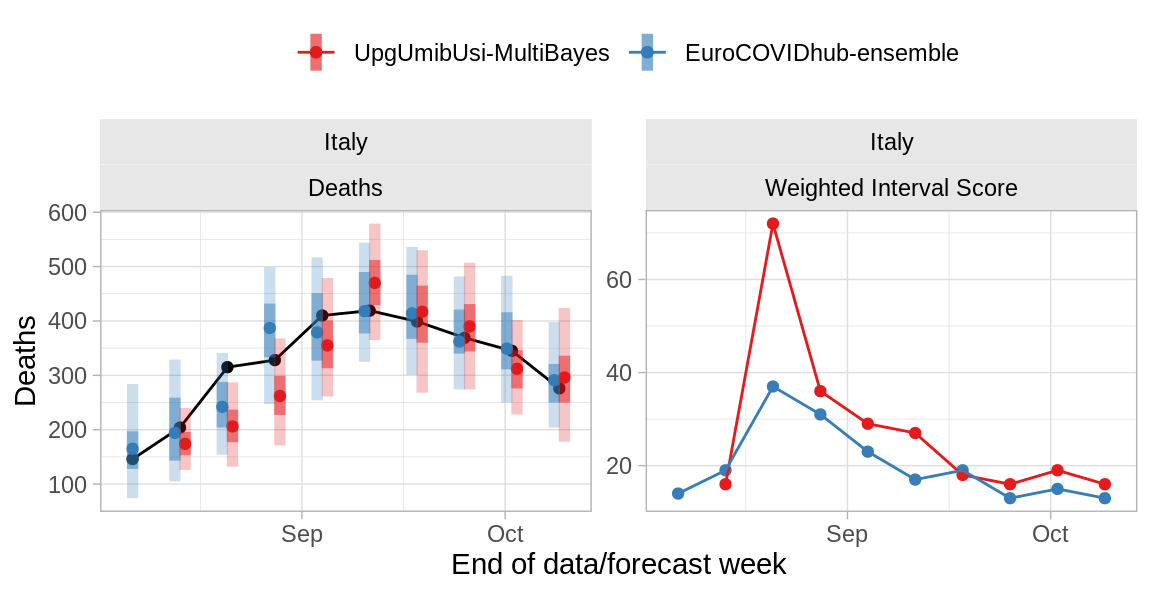 UpgUmibUsi-MultiBayes EuroCOVIDhub-ensemble
Italy
Deaths
Italy
Weighted Interval Score
Deaths
600
500
400
300
200
100
Sep Oct
60
40
20
Sep Oct
End of data/forecast week